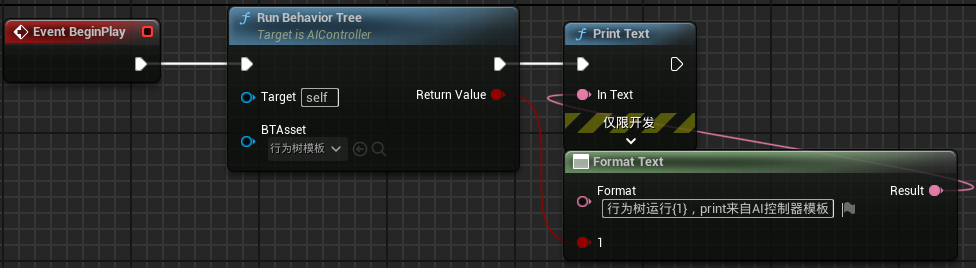 Event BeginPlay
Run Behavior Tree
Target is AIController
Target
self
Return Value
BTAsset
行为树模板
Print Text
In Text
仅限开发
Format Text
Format
Result
行为树运行{1}，print来自AI控制器模板
1